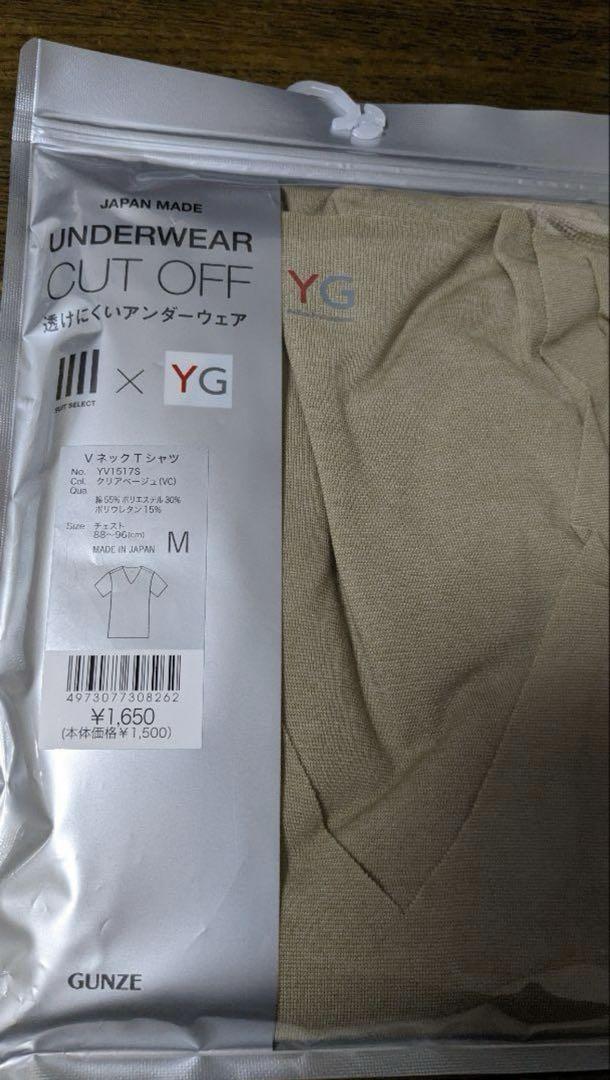 JAPAN MADE
UNDERWEAR
CUT OFF
透けにくいアンダーウェア
SUIT SELECT × YG
YG
VネックTシャツ
No. YV1517S
Col. クリアベージュ(VC)
Qua.
綿55% ポリエステル30%
ポリウレタン15%
Size チェスト
88〜96(cm) M
MADE IN JAPAN
4973077308262
¥1,650
(本体価格¥1,500)
GUNZE